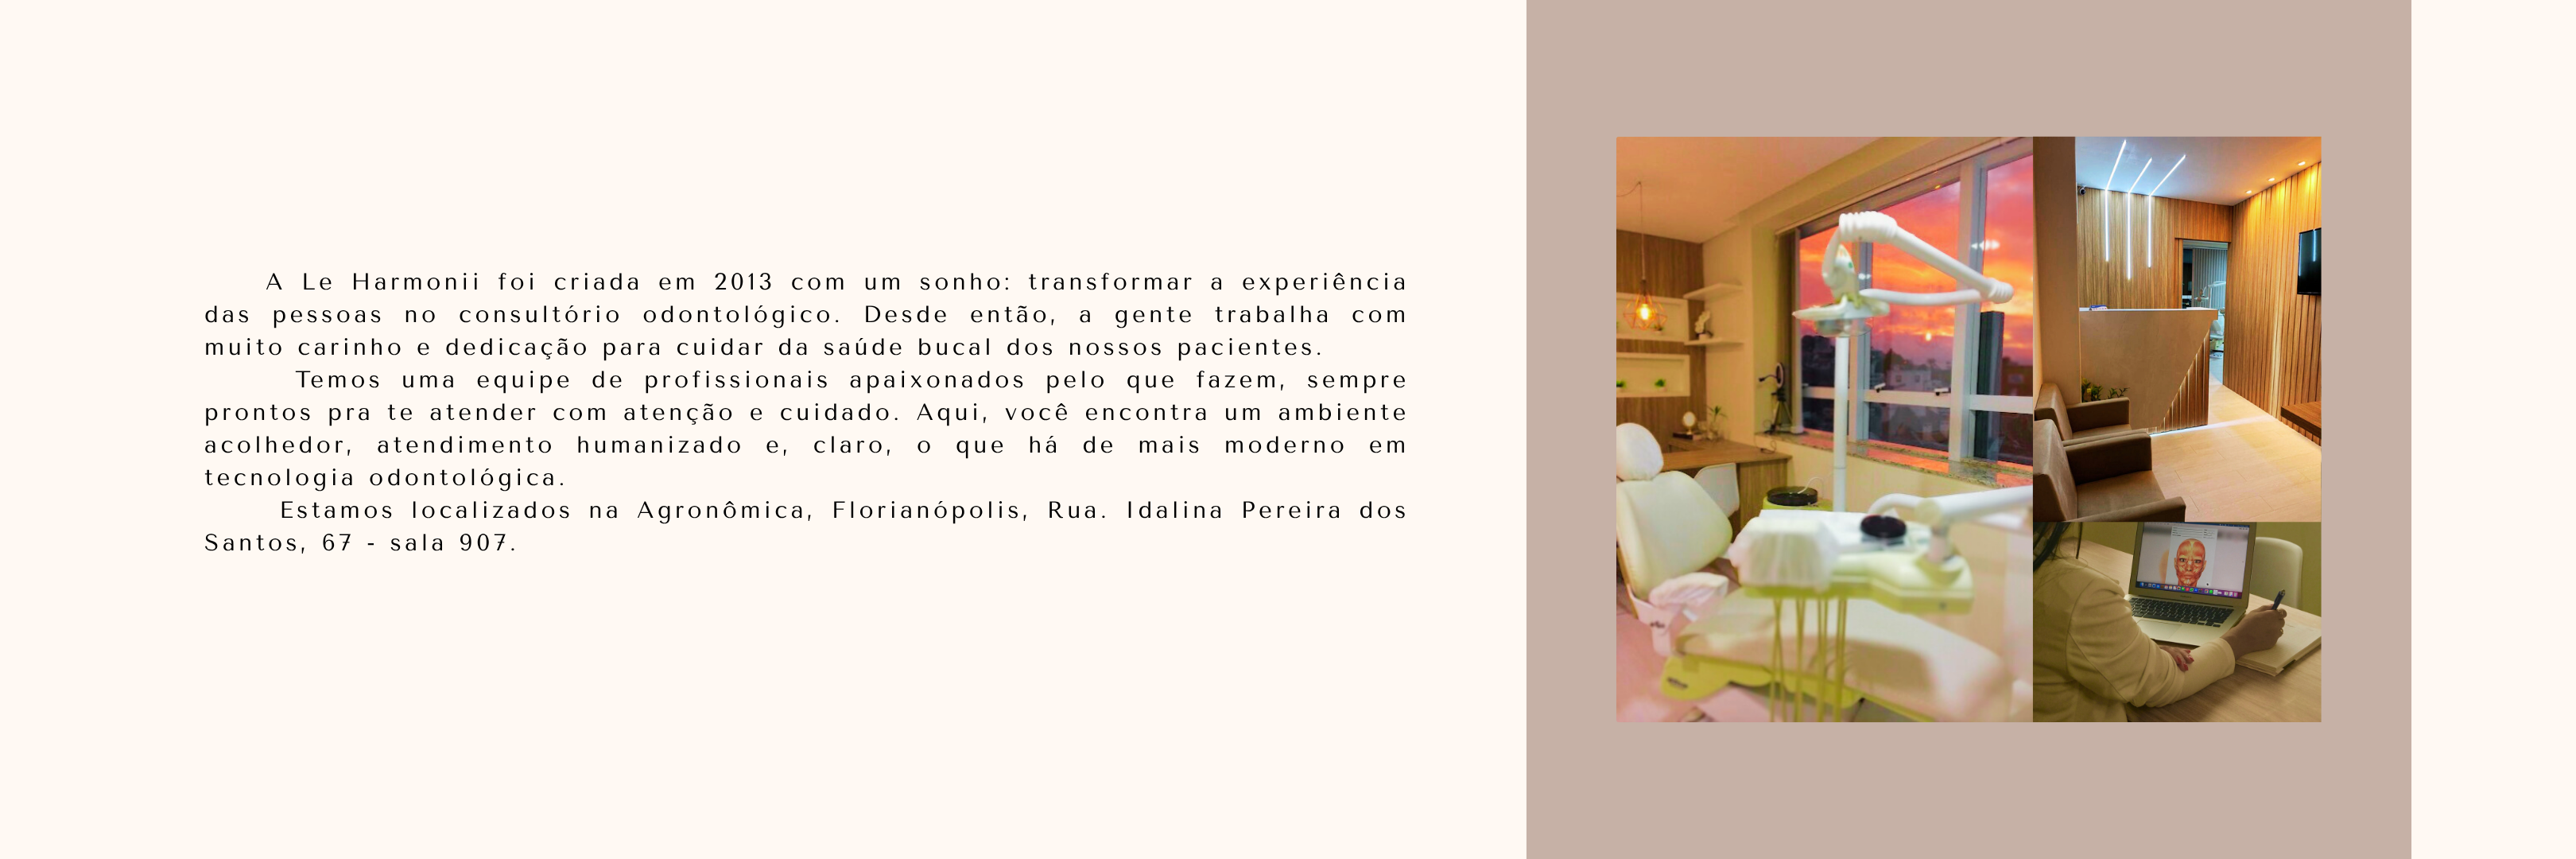 A Le Harmonii foi criada em 2013 com um sonho: transformar a experiência
das pessoas no consultório odontológico. Desde então, a gente trabalha com
muito carinho e dedicação para cuidar da saúde bucal dos nossos pacientes.
Temos uma equipe de profissionais apaixonados pelo que fazem, sempre
prontos pra te atender com atenção e cuidado. Aqui, você encontra um ambiente
acolhedor, atendimento humanizado e, claro, o que há de mais moderno em
tecnologia odontológica.
Estamos localizados na Agronômica, Florianópolis, Rua. Idalina Pereira dos
Santos, 67 - sala 907.